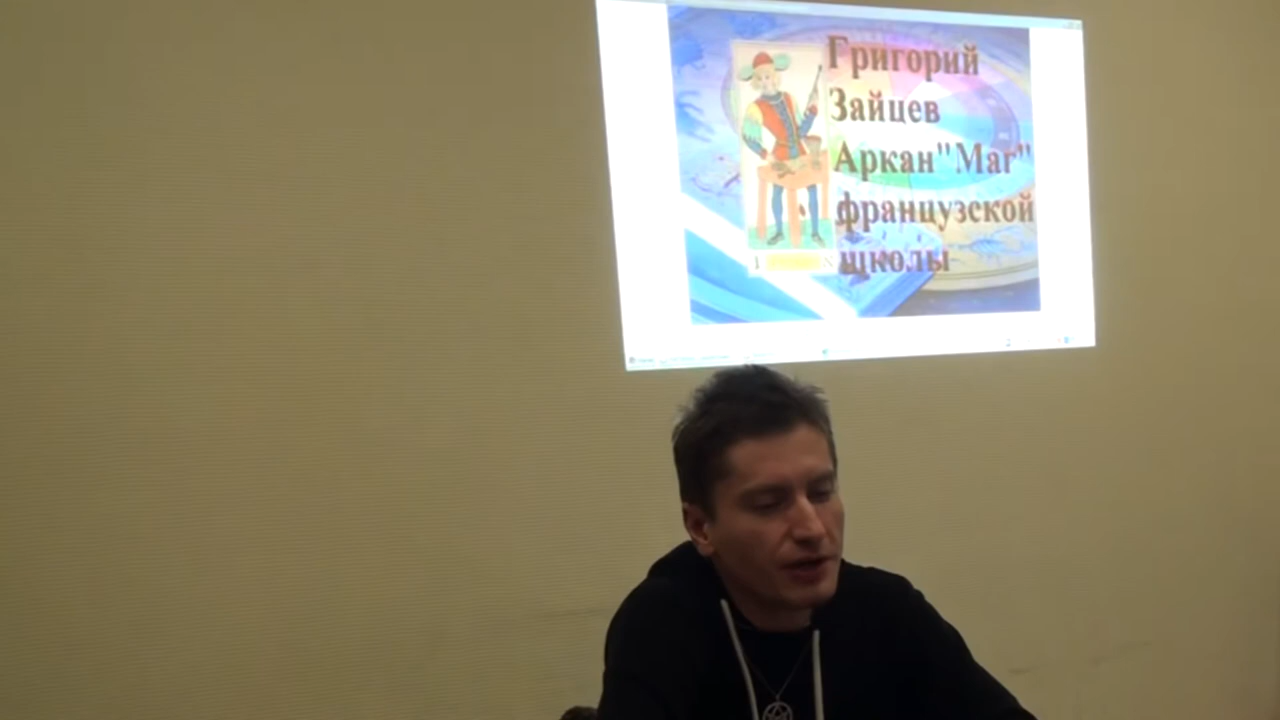 Григорий
Зайцев
Аркан"Маг"
французской
школы
I